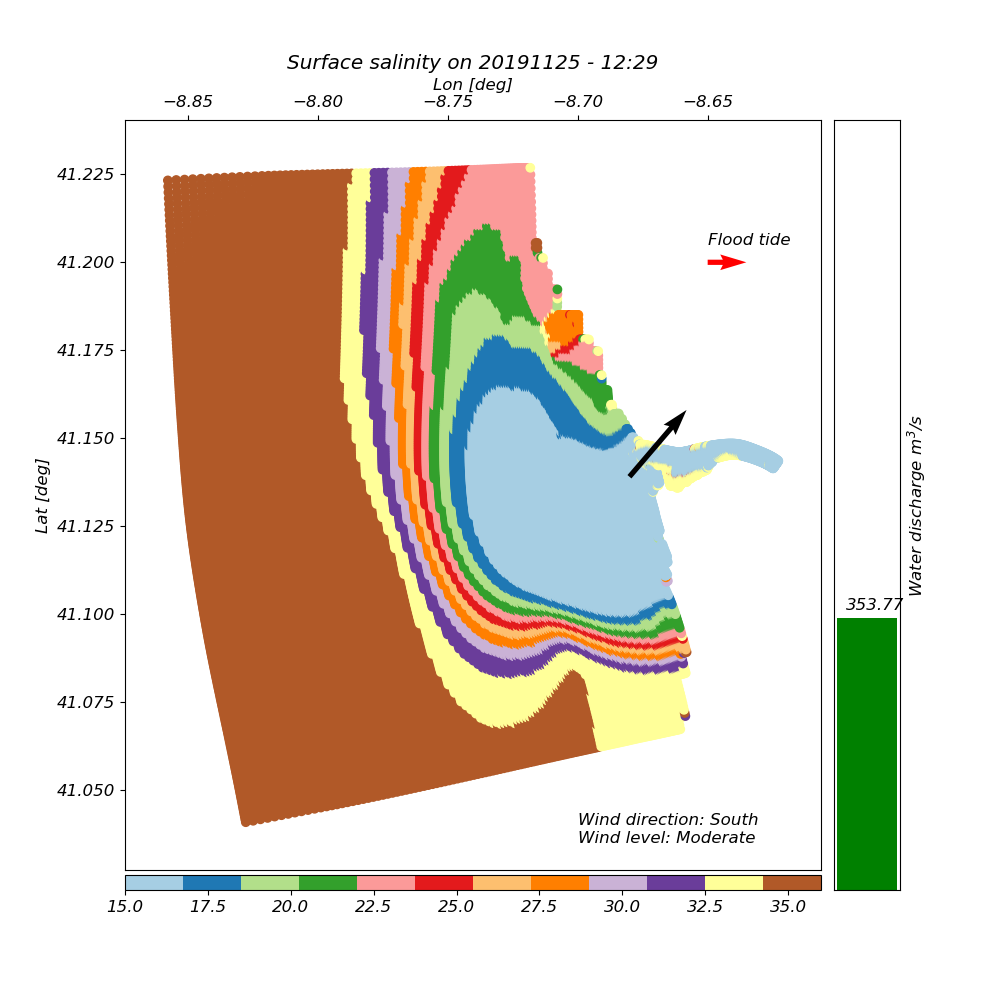 Surface salinity on 20191125 - 12:29
Lon [deg]
−8.85 −8.80 −8.75 −8.70 −8.65
41.225
41.200
41.175
41.150
41.125
41.100
41.075
41.050
Lat [deg]
Flood tide
Wind direction: South
Wind level: Moderate
15.0 17.5 20.0 22.5 25.0 27.5 30.0 32.5 35.0
353.77
Water discharge m³/s